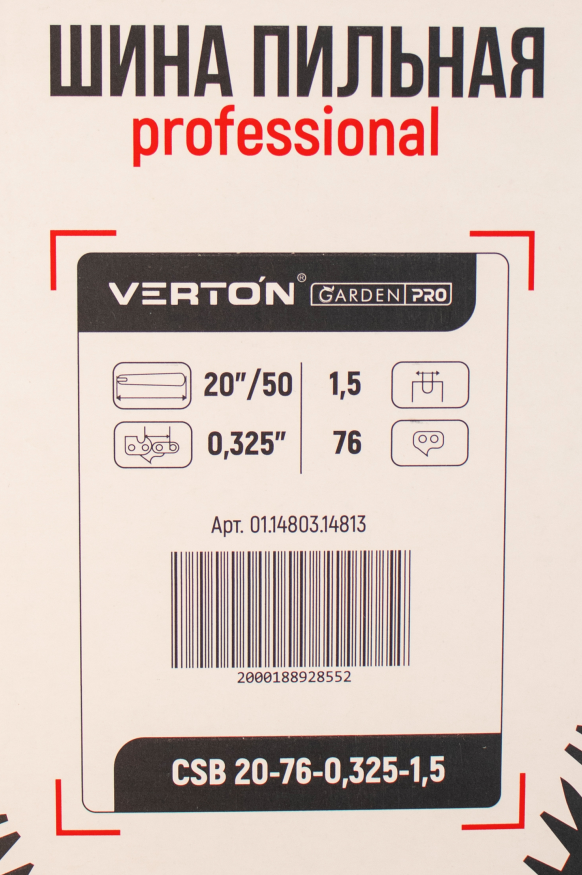 ШИНА ПИЛЬНАЯ
professional
VERTON® GARDEN PRO
20"/50 1,5
0,325" 76
Арт. 01.14803.14813
2000188928552
CSB 20-76-0,325-1,5